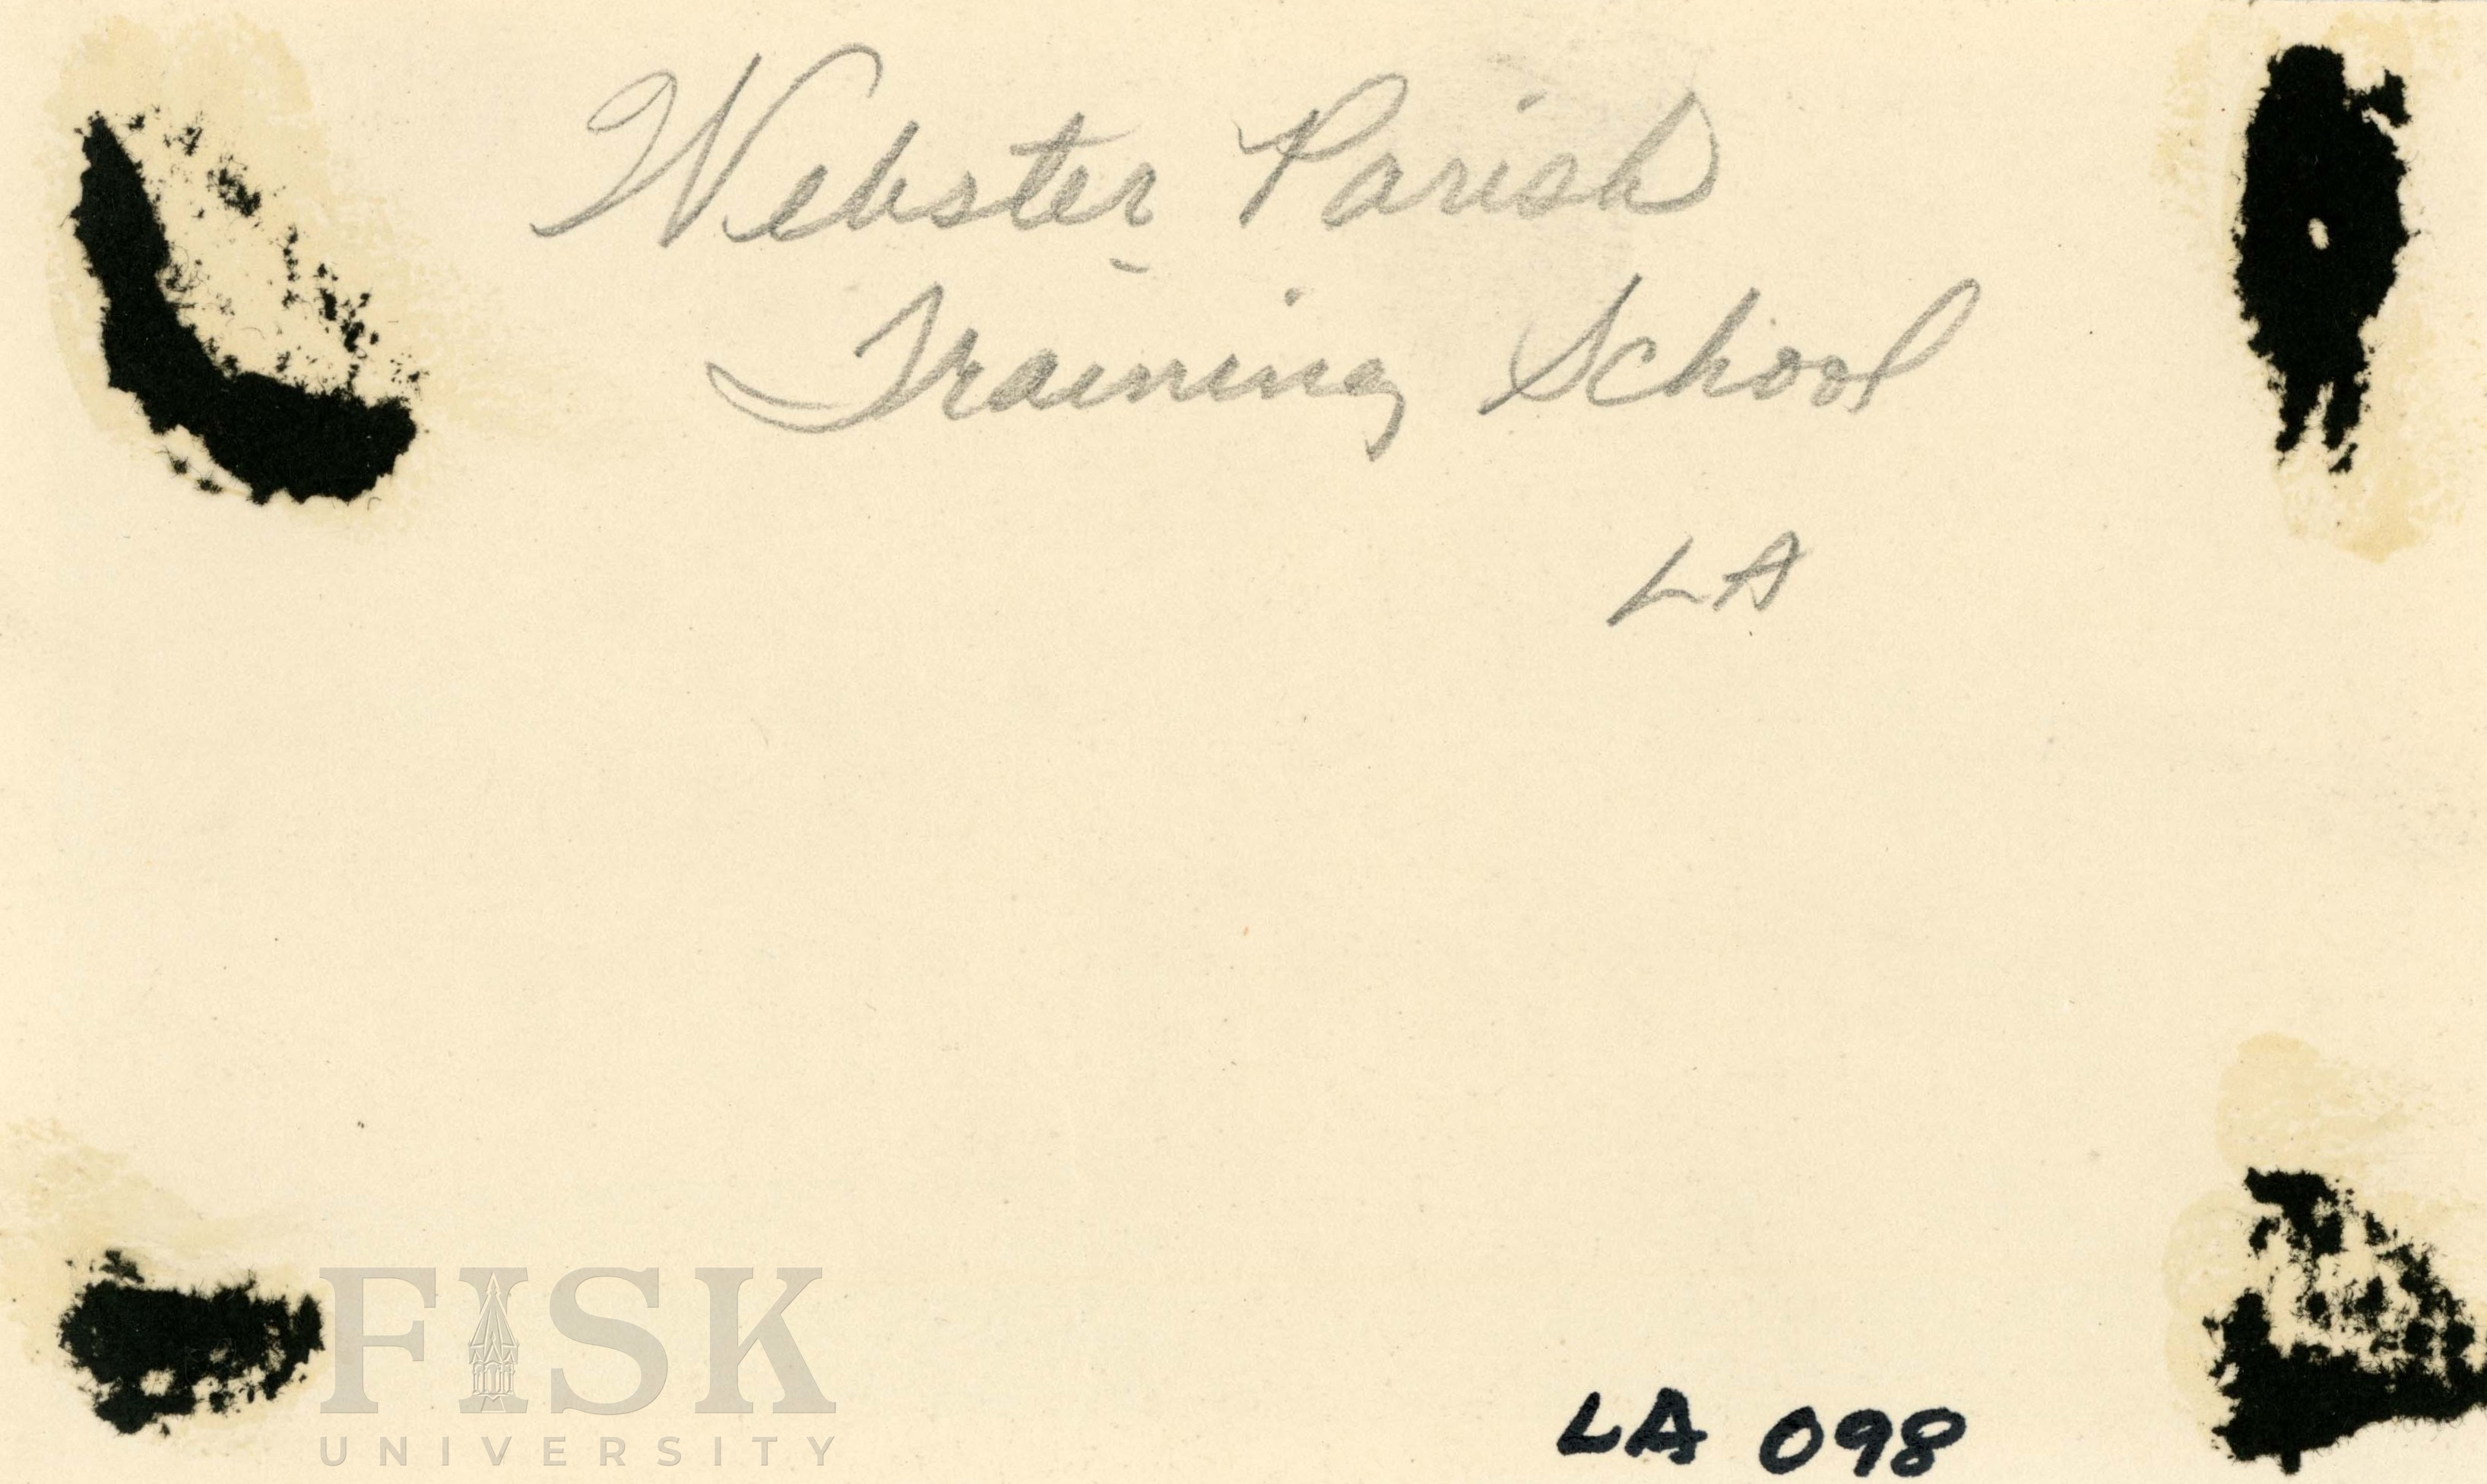 Webster Parish
Training School
LA
FISK
UNIVERSITY
LA 098